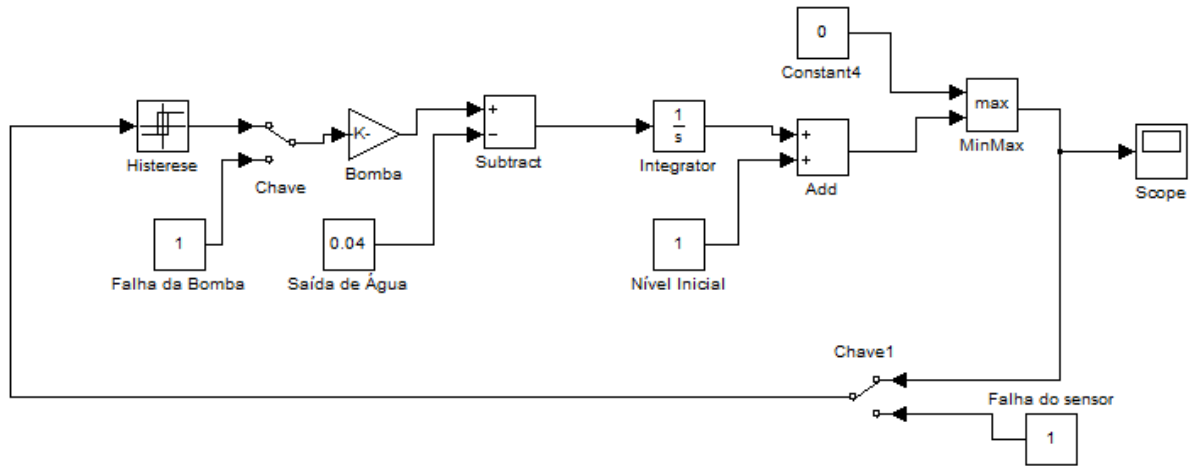 0
Constant4
max
MinMax
Histerese
Chave
K-
Bomba
+
−
Subtract
1
s
Integrator
+
+
Add
Scope
1
Falha da Bomba
0.04
Saída de Água
1
Nível Inicial
Chave1
Falha do sensor
1